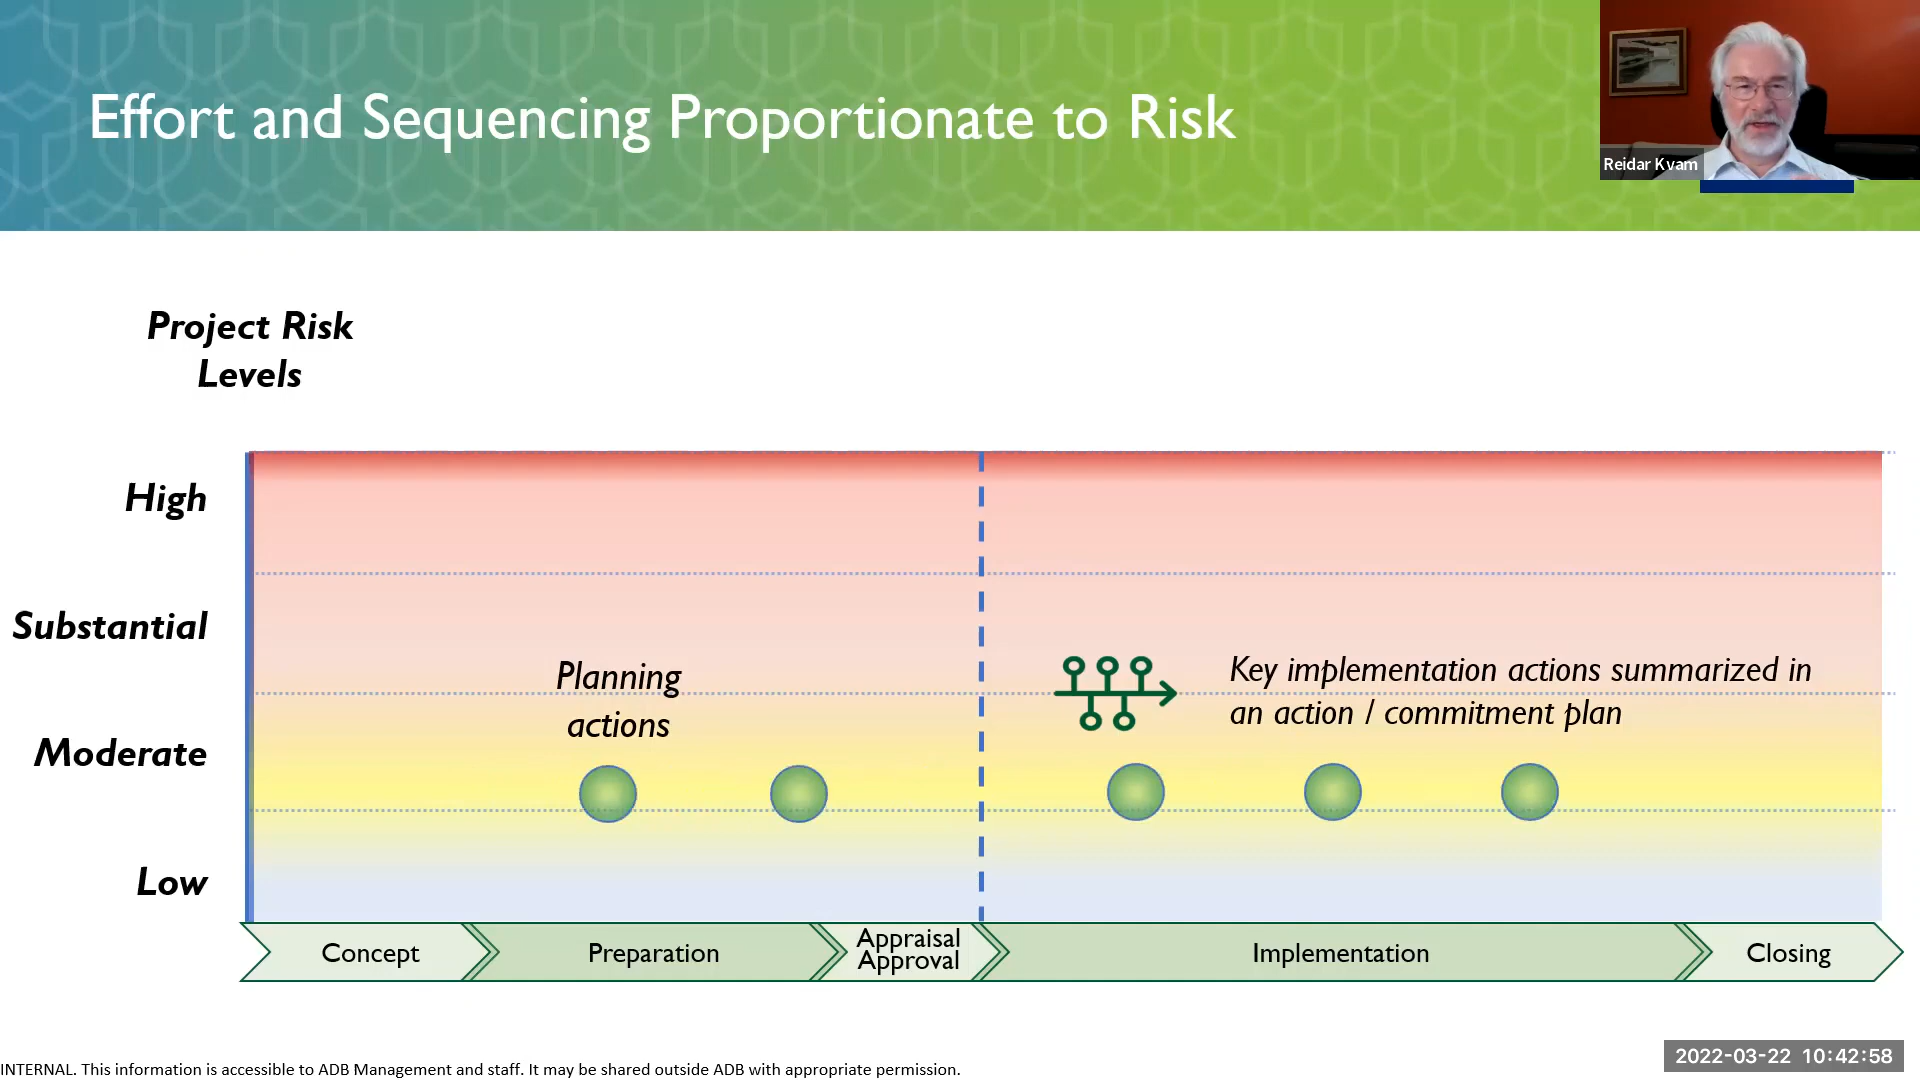 Effort and Sequencing Proportionate to Risk
Reidar Kvam
Project Risk
Levels
High
Substantial
Moderate
Low
Planning
actions
Key implementation actions summarized in
an action / commitment plan
Concept
Preparation
Appraisal
Approval
Implementation
Closing
INTERNAL. This information is accessible to ADB Management and staff. It may be shared outside ADB with appropriate permission.
2022-03-22 10:42:58